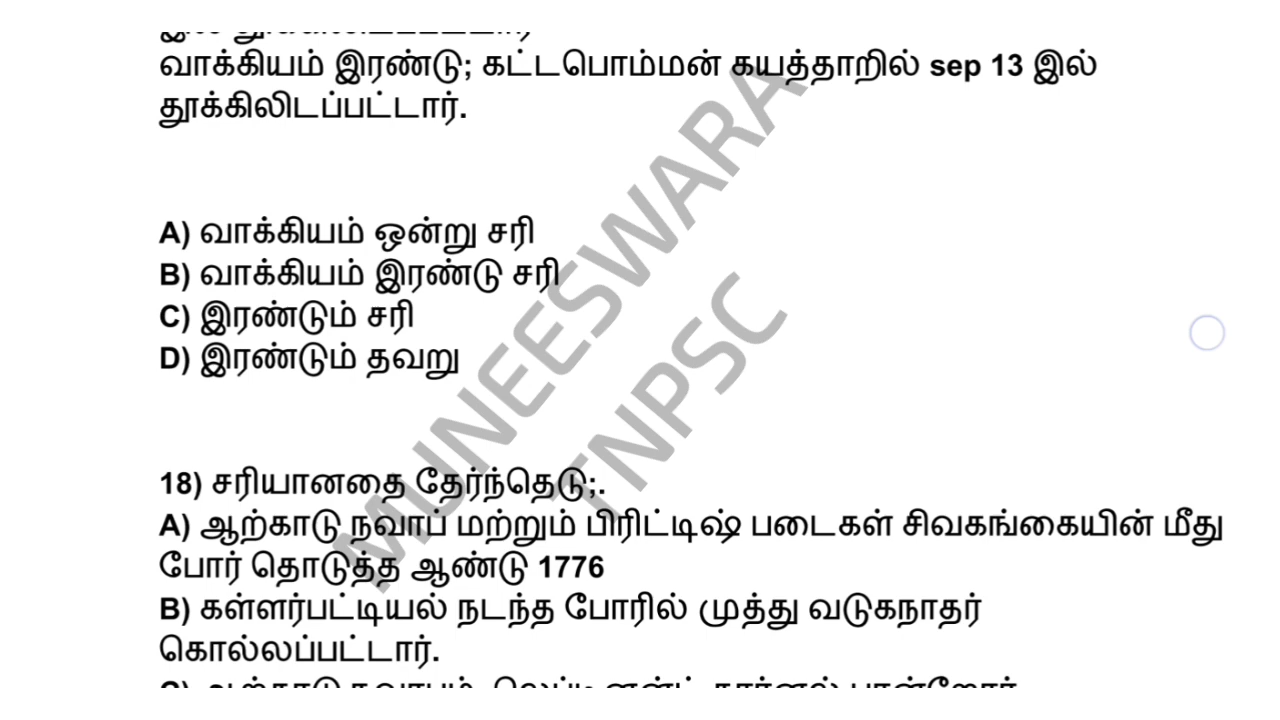 வாக்கியம் இரண்டு; கட்டபொம்மன் கயத்தாறில் sep 13 இல்
தூக்கிலிடப்பட்டார்.
A) வாக்கியம் ஒன்று சரி
B) வாக்கியம் இரண்டு சரி
C) இரண்டும் சரி
D) இரண்டும் தவறு
MUNEESWARA
TNPSC
18) சரியானதை தேர்ந்தெடு;.
A) ஆற்காடு நவாப் மற்றும் பிரிட்டிஷ் படைகள் சிவகங்கையின் மீது
போர் தொடுத்த ஆண்டு 1776
B) கள்ளர்பட்டியல் நடந்த போரில் முத்து வடுகநாதர்
கொல்லப்பட்டார்.